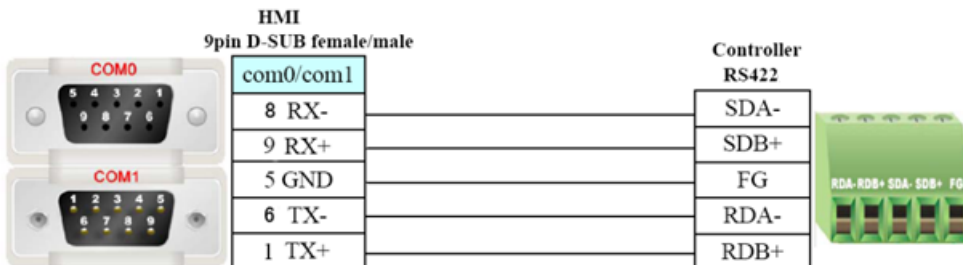 HMI
9pin D-SUB female/male
Controller
RS422
COM0
5 4 3 2 1
9 8 7 6
COM1
1 2 3 4 5
6 7 8 9
com0/com1
8 RX-
SDA-
9 RX+
SDB+
5 GND
FG
6 TX-
RDA-
1 TX+
RDB+
RDA- RDB+ SDA- SDB+ FG